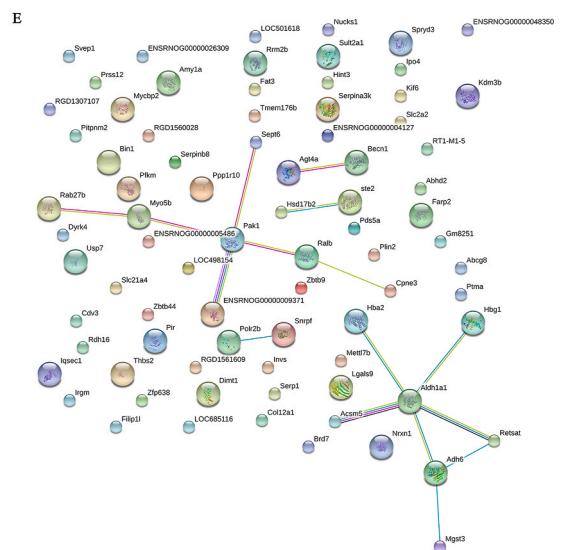 E
LOC501618
ENSRNOG00000048350
Nucks1
Spryd3
Svep1
ENSRNOG00000026309
Rrm2b
Sult2a1
Ipo4
Prss12
Amy1a
Fat3
Hint3
Kif6
Kdm3b
RGD1307107
Mycbp2
Serpina3k
Slc2a2
Tmem176b
Pitpnm2
RGD1560028
Sept6
ENSRNOG00000004127
RT1-M1-5
Bin1
Serpinb8
Agt4a
Becn1
Pfkm
Ppp1r10
ste2
Abhd2
Rab27b
Myo5b
Hsd17b2
Farp2
Dyrk4
ENSRNOG00000005486
Pak1
Pds5a
Gm8251
Usp7
Ralb
Plin2
LOC498154
Abcg8
Slc21a4
Zbtb9
Cpne3
Ptma
ENSRNOG00000009371
Cdv3
Zbtb44
Hba2
Hbg1
Pir
Polr2b
Snrpf
Rdh16
Mettl7b
Iqsec1
Thbs2
RGD1561609
Invs
Lgals9
Irgm
Zfp638
Dimt1
Serp1
Aldh1a1
Filip1l
LOC685116
Col12a1
Acsm5
Brd7
Nrxn1
Retsat
Adh6
Mgst3